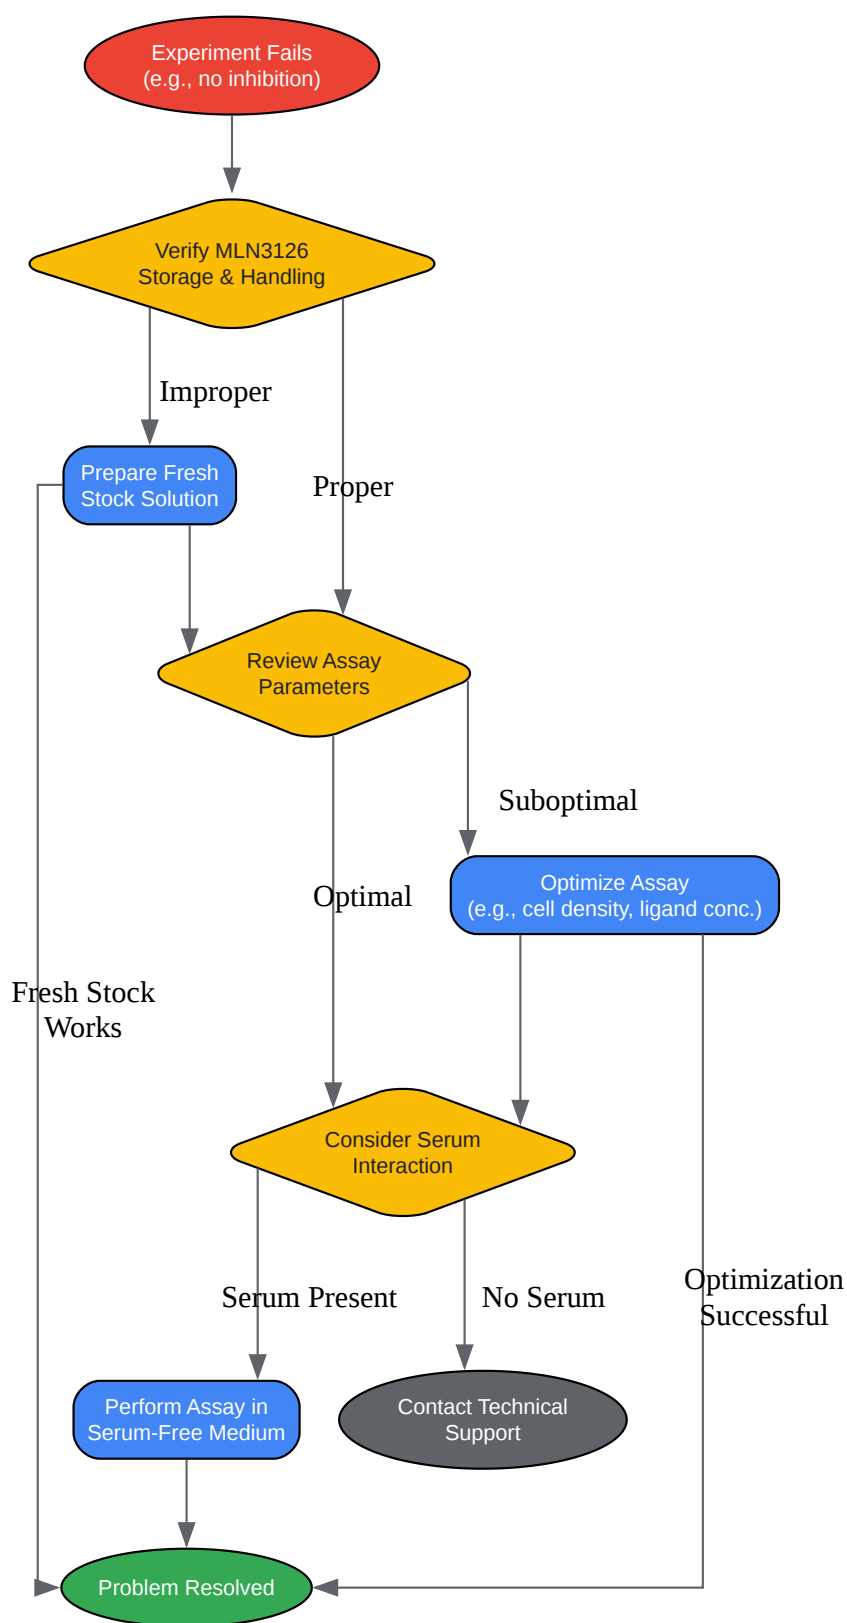 Experiment Fails
(e.g., no inhibition)
Verify MLN3126
Storage & Handling
Improper
Prepare Fresh
Stock Solution
Proper
Review Assay
Parameters
Suboptimal
Optimize Assay
(e.g., cell density, ligand conc.)
Optimal
Fresh Stock
Works
Consider Serum
Interaction
Serum Present
No Serum
Optimization
Successful
Perform Assay in
Serum-Free Medium
Contact Technical
Support
Problem Resolved